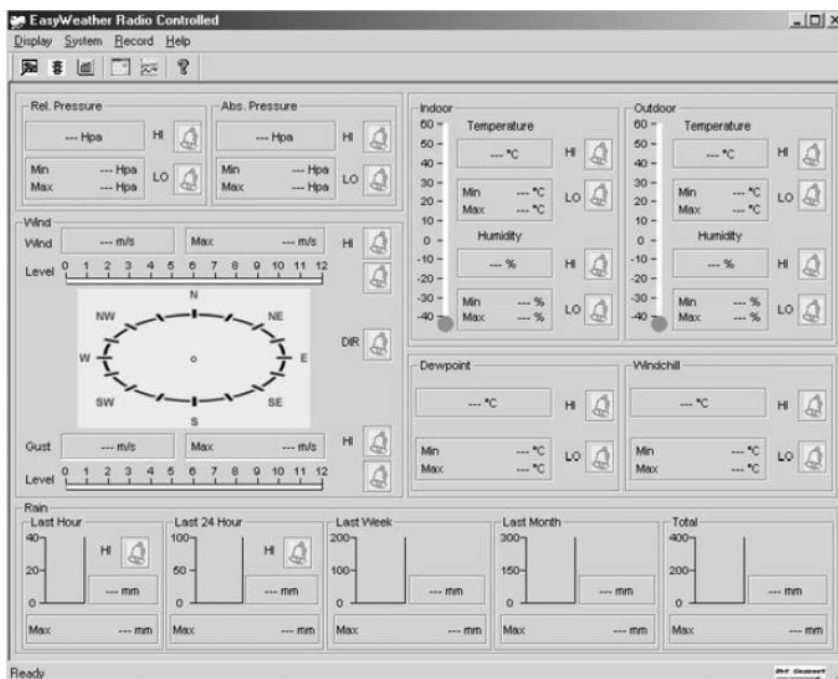 EasyWeather Radio Controlled
Display System Record Help
Rel. Pressure
--- Hpa
HI
Min --- Hpa
Max --- Hpa
LO
Abs. Pressure
--- Hpa
HI
Min --- Hpa
Max --- Hpa
LO
Wind
Wind --- m/s Max --- m/s HI
Level 0 1 2 3 4 5 6 7 8 9 10 11 12
N
NW NE
W E
SW SE
S
DIR
Gust --- m/s Max --- m/s HI
Level 0 1 2 3 4 5 6 7 8 9 10 11 12
Indoor
60
50
40
30
20
10
0
-10
-20
-30
-40
Temperature
--- °C
HI
Min --- °C
Max --- °C
LO
Humidity
--- %
HI
Min --- %
Max --- %
LO
Outdoor
60
50
40
30
20
10
0
-10
-20
-30
-40
Temperature
--- °C
HI
Min --- °C
Max --- °C
LO
Humidity
--- %
HI
Min --- %
Max --- %
LO
Dewpoint
--- °C
HI
Min --- °C
Max --- °C
LO
Windchill
--- °C
HI
Min --- °C
Max --- °C
LO
Rain
Last Hour
40
20
0
HI
--- mm
Max --- mm
Last 24 Hour
100
50
0
HI
--- mm
Max --- mm
Last Week
200
100
0
--- mm
Max --- mm
Last Month
300
150
0
--- mm
Max --- mm
Total
400
200
0
--- mm
Max --- mm
Ready